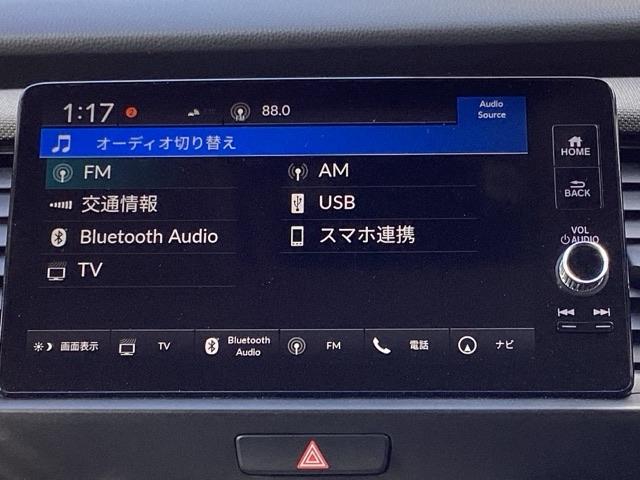 1:17 2 88.0 Audio
Source
オーディオ切り替え
FM AM
交通情報 USB
Bluetooth Audio スマホ連携
TV
画面表示 TV Bluetooth
Audio FM 電話 ナビ
HOME
BACK
VOL
AUDIO